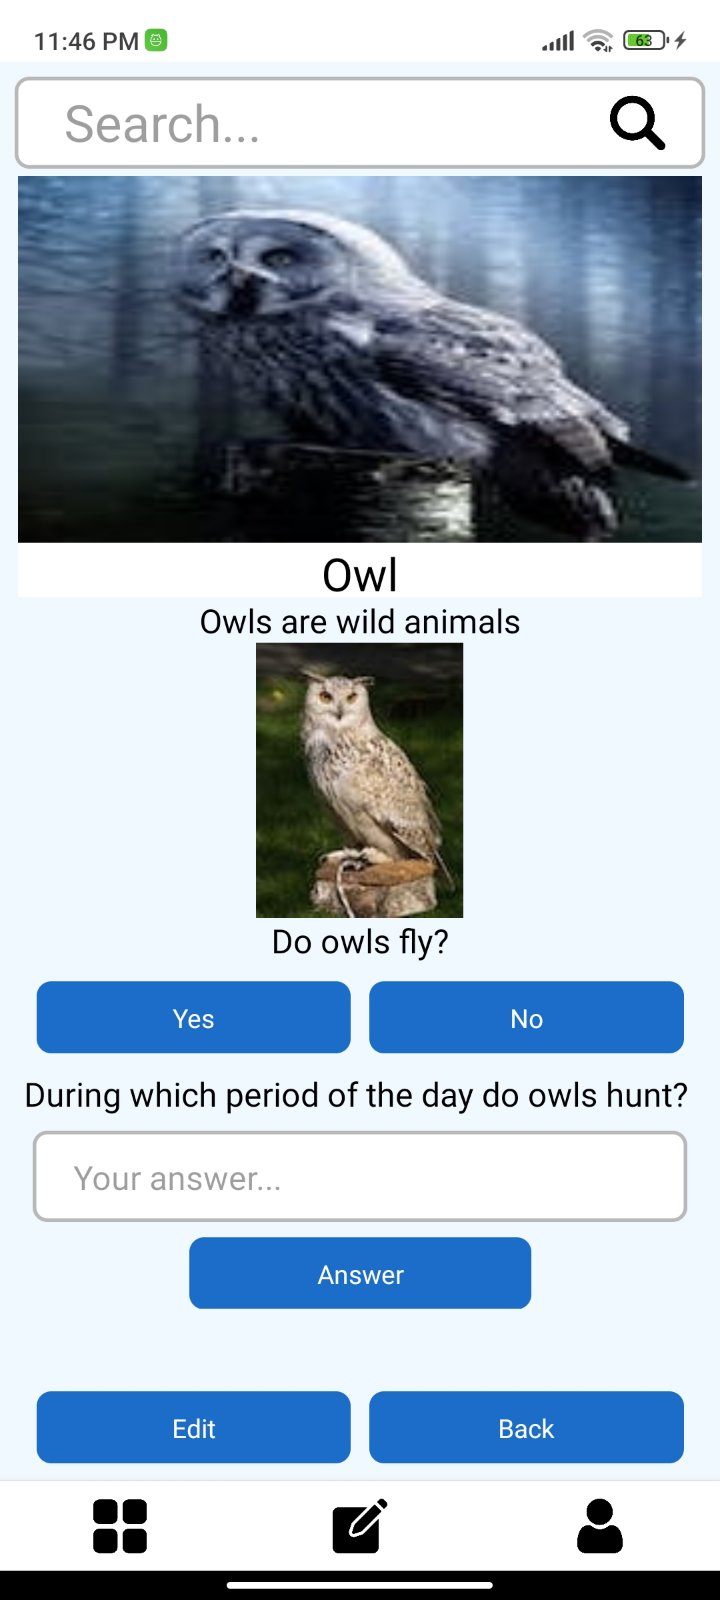 11:46 PM
63
Search...
Owl
Owls are wild animals
Do owls fly?
Yes
No
During which period of the day do owls hunt?
Your answer...
Answer
Edit
Back